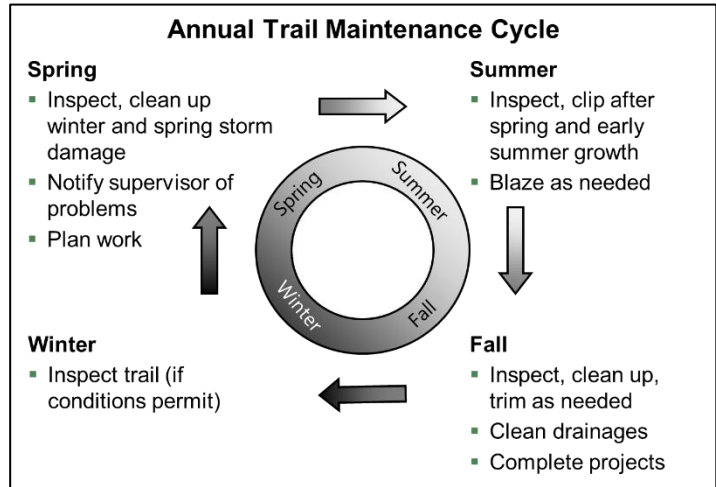 Annual Trail Maintenance Cycle
Spring
▪ Inspect, clean up
winter and spring storm
damage
▪ Notify supervisor of
problems
▪ Plan work
Summer
▪ Inspect, clip after
spring and early
summer growth
▪ Blaze as needed
Spring
Summer
Winter
Fall
Winter
▪ Inspect trail (if
conditions permit)
Fall
▪ Inspect, clean up,
trim as needed
▪ Clean drainages
▪ Complete projects